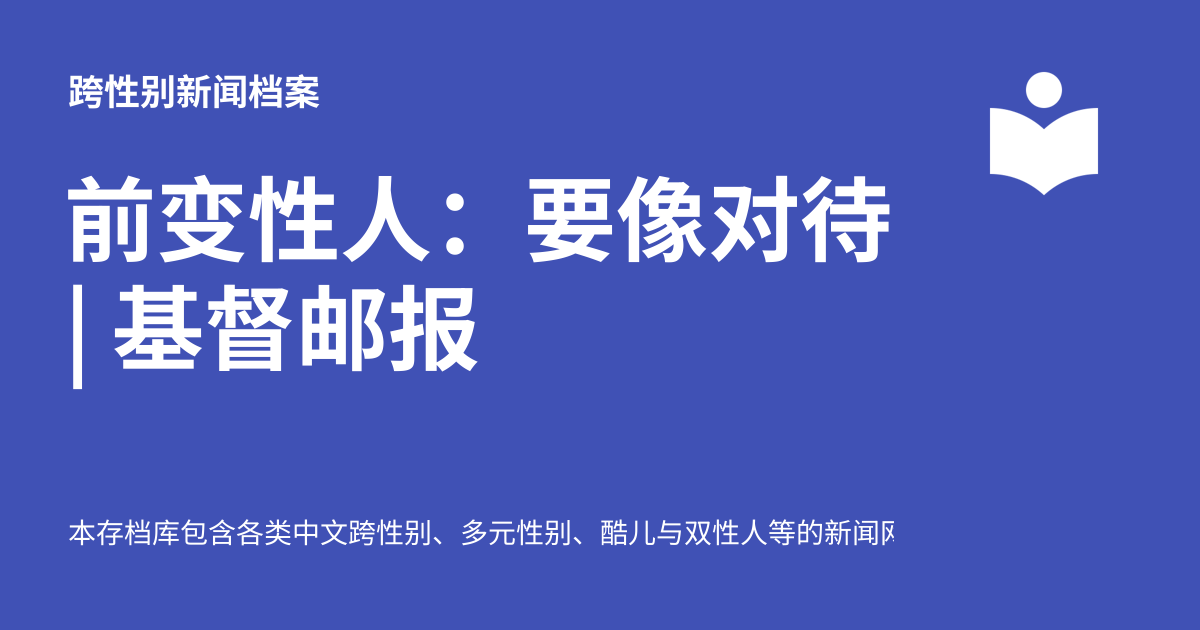 跨性别新闻档案
前变性人：要像对待
| 基督邮报
本存档库包含各类中文跨性别、多元性别、酷儿与双性人等的新闻网